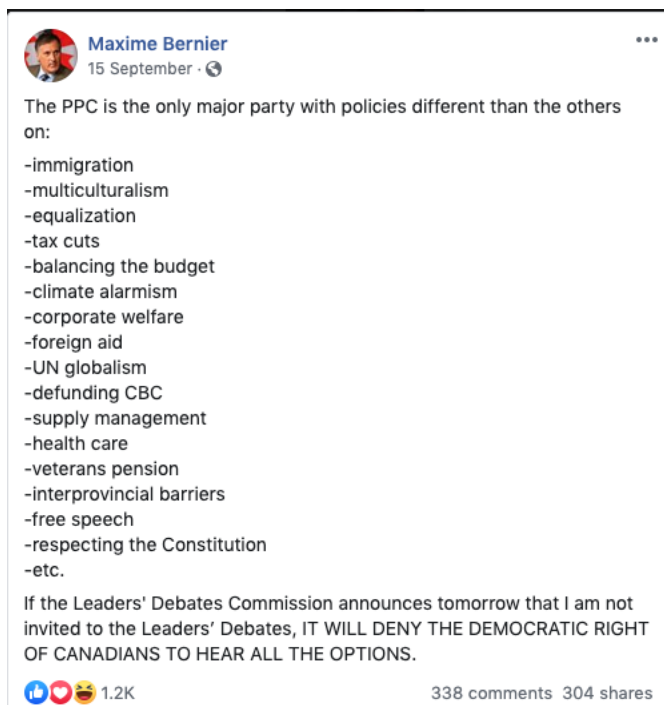 Maxime Bernier
15 September ·
The PPC is the only major party with policies different than the others
on:
-immigration
-multiculturalism
-equalization
-tax cuts
-balancing the budget
-climate alarmism
-corporate welfare
-foreign aid
-UN globalism
-defunding CBC
-supply management
-health care
-veterans pension
-interprovincial barriers
-free speech
-respecting the Constitution
-etc.
If the Leaders' Debates Commission announces tomorrow that I am not
invited to the Leaders’ Debates, IT WILL DENY THE DEMOCRATIC RIGHT
OF CANADIANS TO HEAR ALL THE OPTIONS.
1.2K 338 comments 304 shares